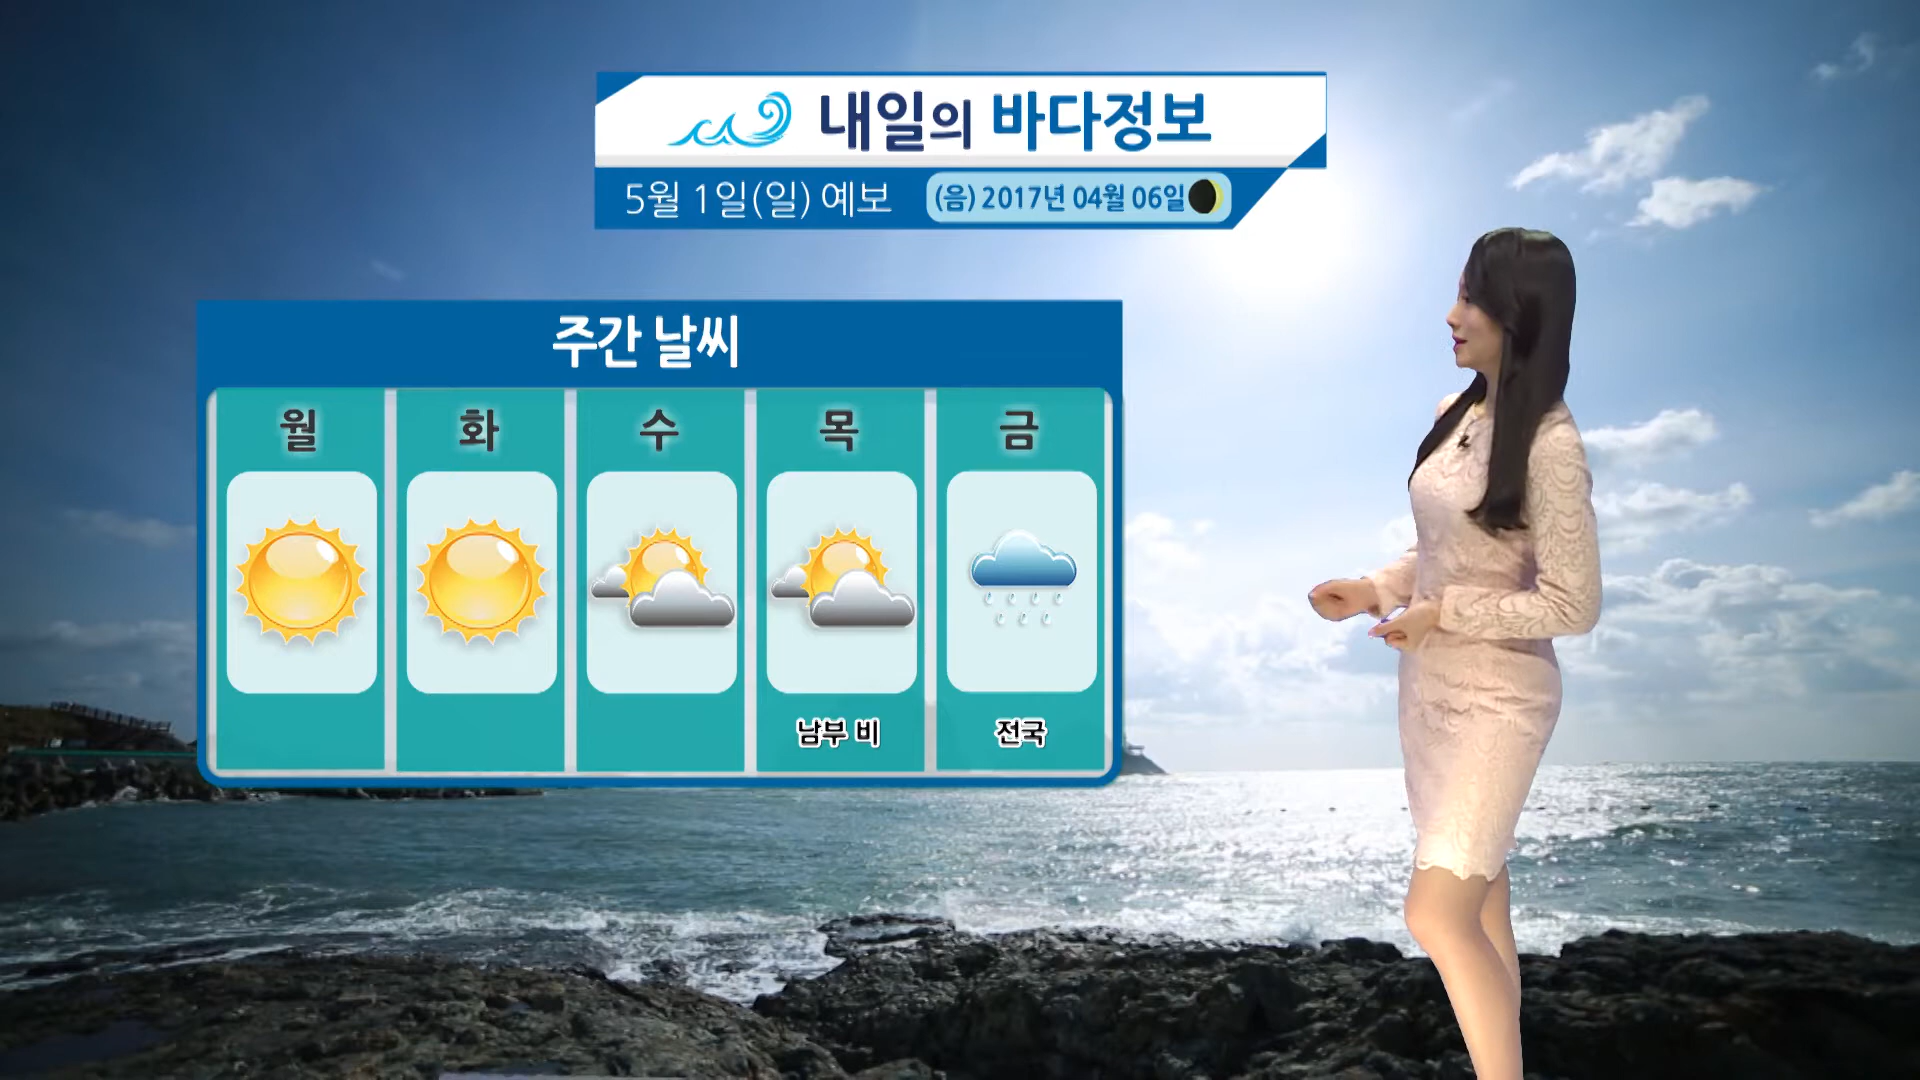 내일의 바다정보
5월 1일(일) 예보
(음) 2017년 04월 06일
주간 날씨
월 화 수 목 금
남부 비 전국